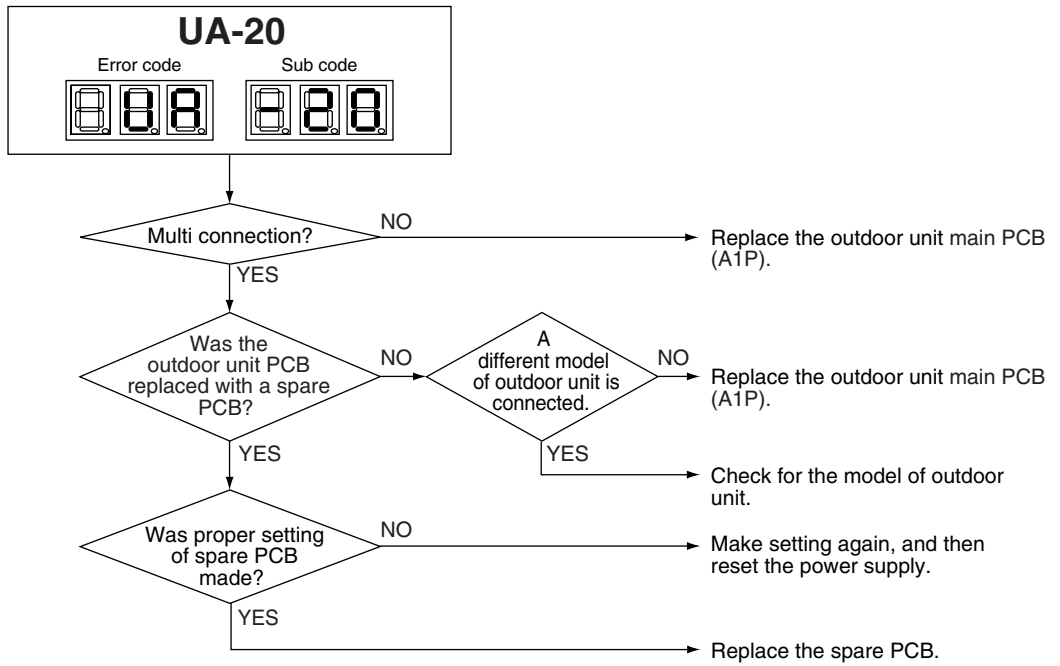 UA-20
Error code
Sub code
UA
-20
Multi connection?
NO
Replace the outdoor unit main PCB
(A1P).
YES
Was the
outdoor unit PCB
replaced with a spare
PCB?
NO
A
different model
of outdoor unit is
connected.
NO
Replace the outdoor unit main PCB
(A1P).
YES
YES
Check for the model of outdoor
unit.
Was proper setting
of spare PCB
made?
NO
Make setting again, and then
reset the power supply.
YES
Replace the spare PCB.